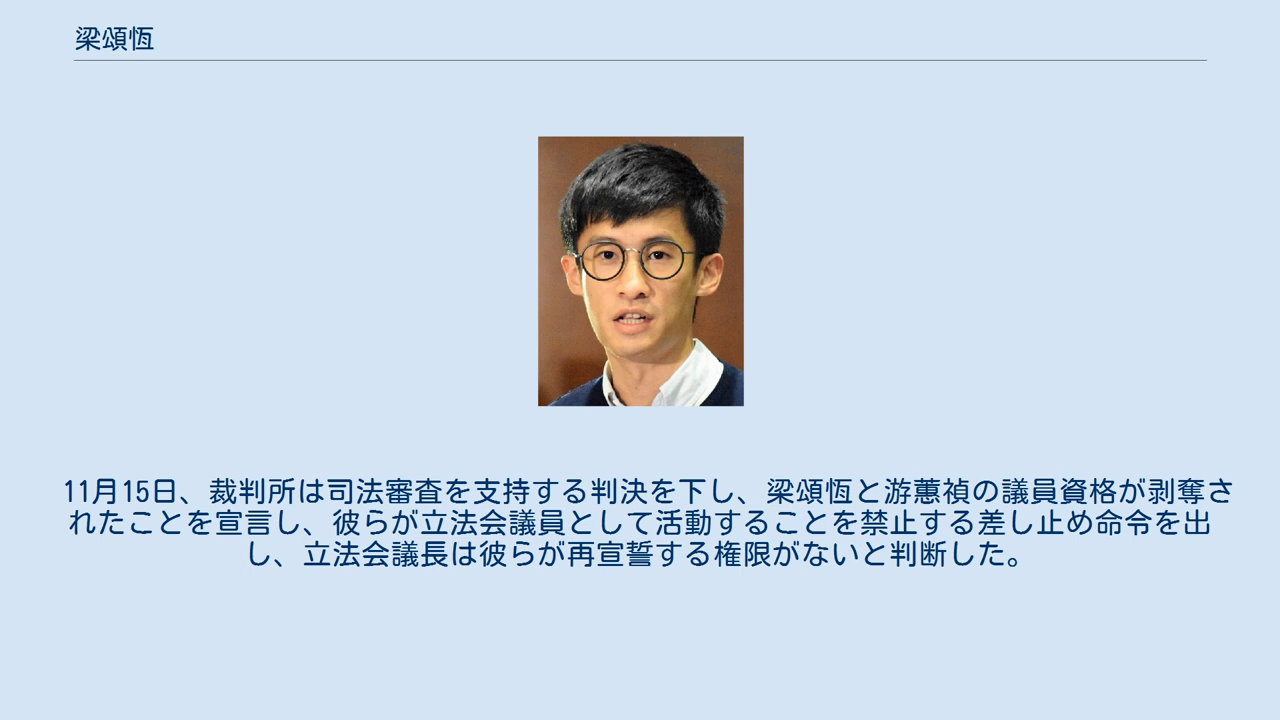 梁頌恆
11月15日、裁判所は司法審査を支持する判決を下し、梁頌恆と游蕙禎の議員資格が剥奪さ
れたことを宣言し、彼らが立法会議員として活動することを禁止する差し止め命令を出
し、立法会議長は彼らが再宣誓する権限がないと判断した。